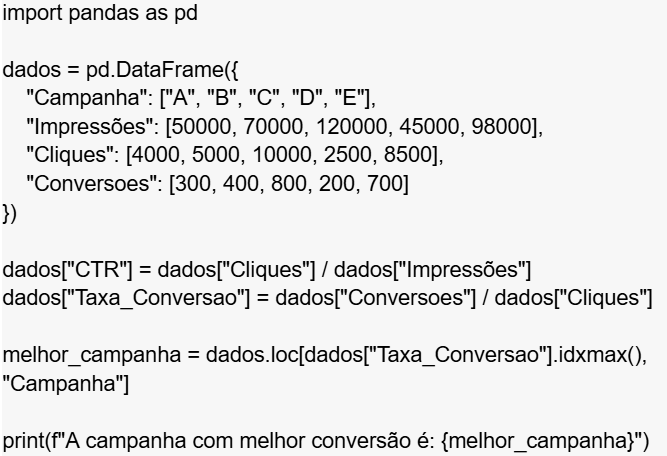 import pandas as pd
dados = pd.DataFrame({
"Campanha": ["A", "B", "C", "D", "E"],
"Impressões": [50000, 70000, 120000, 45000, 98000],
"Cliques": [4000, 5000, 10000, 2500, 8500],
"Conversoes": [300, 400, 800, 200, 700]
})
dados["CTR"] = dados["Cliques"] / dados["Impressões"]
dados["Taxa_Conversao"] = dados["Conversoes"] / dados["Cliques"]
melhor_campanha = dados.loc[dados["Taxa_Conversao"].idxmax(),
"Campanha"]
print(f"A campanha com melhor conversão é: {melhor_campanha}")